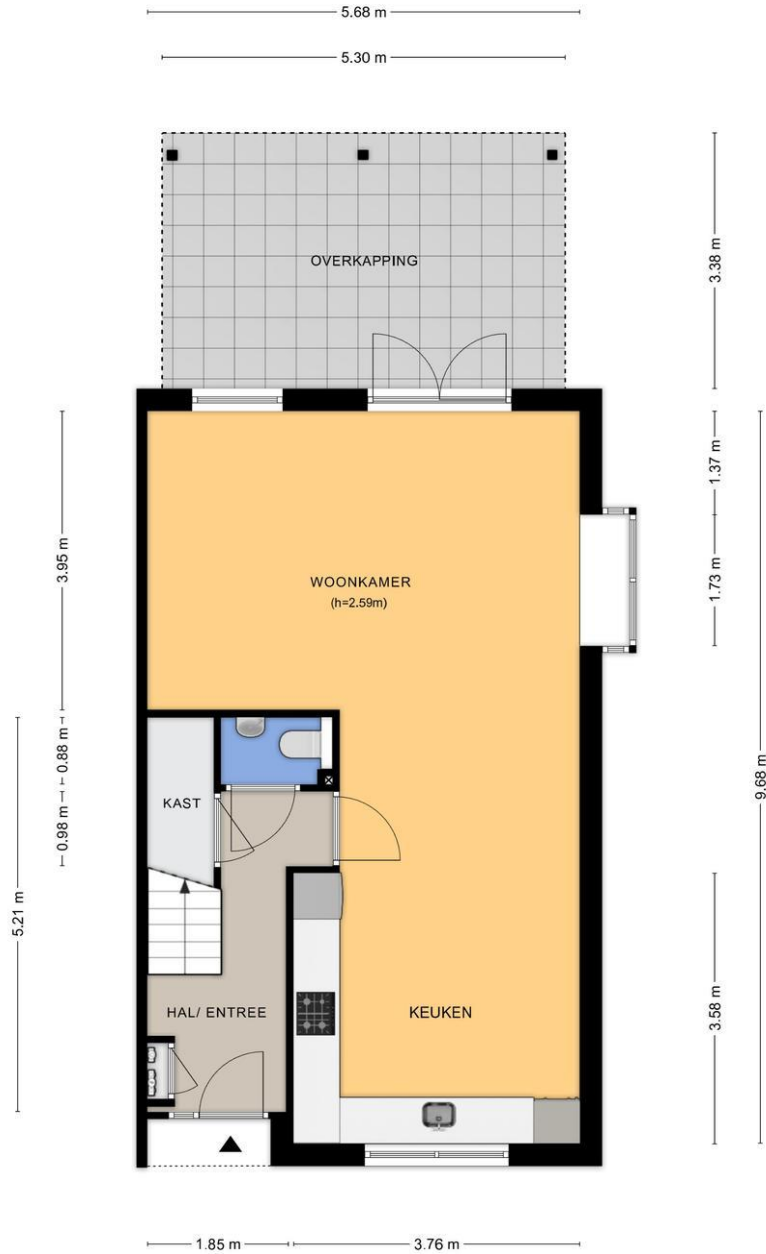 5.68 m
5.30 m
OVERKAPPING
3.38 m
1.37 m
1.73 m
3.95 m
WOONKAMER
(h=2.59m)
9.68 m
0.88 m
0.98 m
KAST
5.21 m
HAL/ ENTREE
KEUKEN
3.58 m
1.85 m
3.76 m